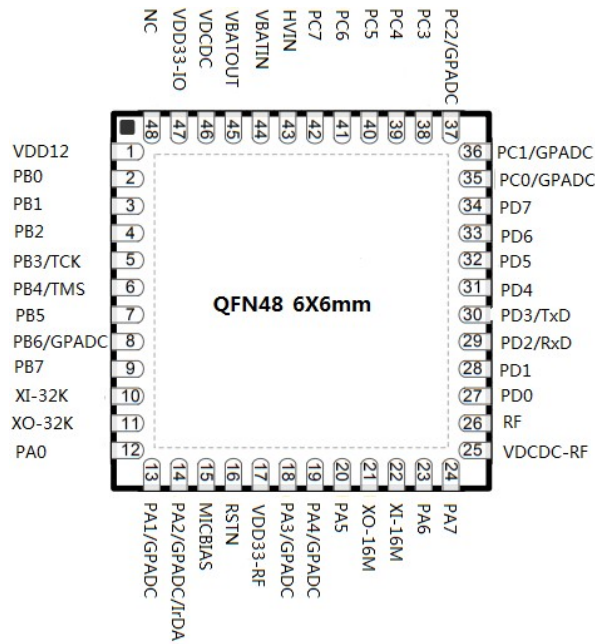 NC
VDD33-IO
VDCDC
VBATOUT
VBATIN
HVIN
PC7
PC6
PC5
PC4
PC3
PC2/GPADC
48
47
46
45
44
43
42
41
40
39
38
37
VDD12 1
PB0 2
PB1 3
PB2 4
PB3/TCK 5
PB4/TMS 6
PB5 7
PB6/GPADC 8
PB7 9
XI-32K 10
XO-32K 11
PA0 12
QFN48 6X6mm
36 PC1/GPADC
35 PC0/GPADC
34 PD7
33 PD6
32 PD5
31 PD4
30 PD3/TxD
29 PD2/RxD
28 PD1
27 PD0
26 RF
25 VDCDC-RF
13
14
15
16
17
18
19
20
21
22
23
24
PA1/GPADC
PA2/GPADC/IrDA
MICBIAS
RSTN
VDD33-RF
PA3/GPADC
PA4/GPADC
PA5
XO-16M
XI-16M
PA6
PA7